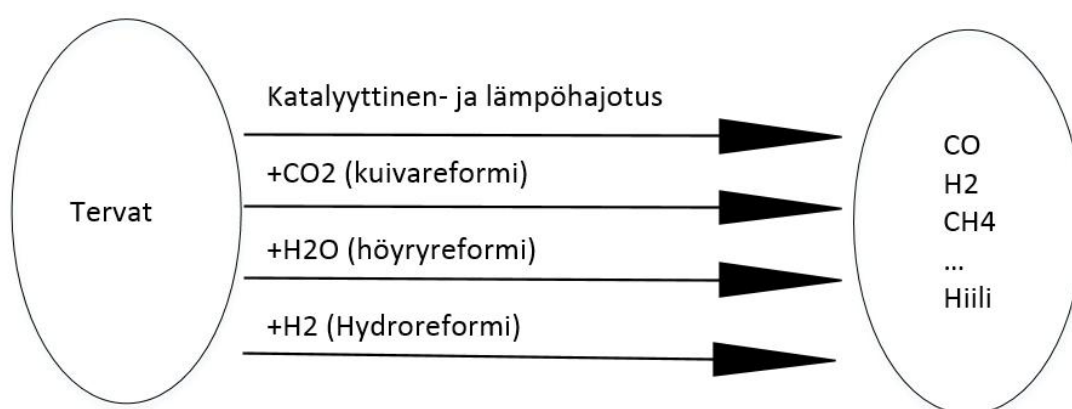 Tervat
Katalyyttinen- ja lämpöhajotus
+CO2 (kuivareformi)
+H2O (höyryreformi)
+H2 (Hydroreformi)
CO
H2
CH4
...
Hiili